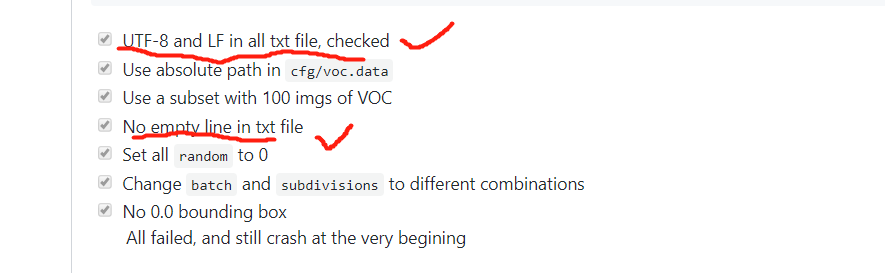 UTF-8 and LF in all txt file, checked
Use absolute path in cfg/voc.data
Use a subset with 100 imgs of VOC
No empty line in txt file
Set all random to 0
Change batch and subdivisions to different combinations
No 0.0 bounding box
All failed, and still crash at the very begining